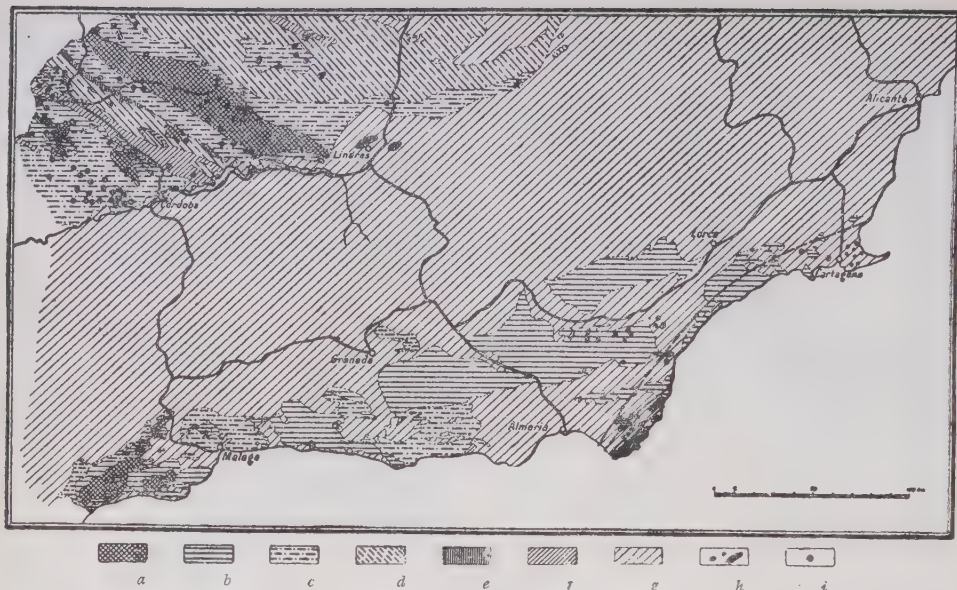 Alicante
Linares
Cordoba
Lorca
Cartagena
Granada
Almeria
Malaga
a b c d e f g h i